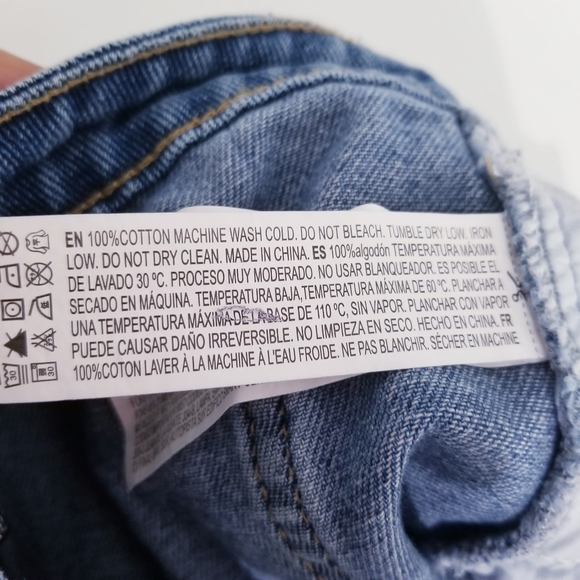 EN 100%COTTON MACHINE WASH COLD. DO NOT BLEACH. TUMBLE DRY LOW. IRON
LOW. DO NOT DRY CLEAN. MADE IN CHINA. ES 100%algodón TEMPERATURA MÁXIMA
DE LAVADO 30 ºC. PROCESO MUY MODERADO. NO USAR BLANQUEADOR. ES POSIBLE EL
SECADO EN MÁQUINA. TEMPERATURA BAJA,TEMPERATURA MÁXIMA DE 60 ºC. PLANCHAR A
UNA TEMPERATURA MÁXIMA DE LA BASE DE 110 ºC, SIN VAPOR. PLANCHAR CON VAPOR
PUEDE CAUSAR DAÑO IRREVERSIBLE. NO LIMPIEZA EN SECO. HECHO EN CHINA. FR
100%COTON LAVER À LA MACHINE À L'EAU FROIDE. NE PAS BLANCHIR. SÉCHER EN MACHINE